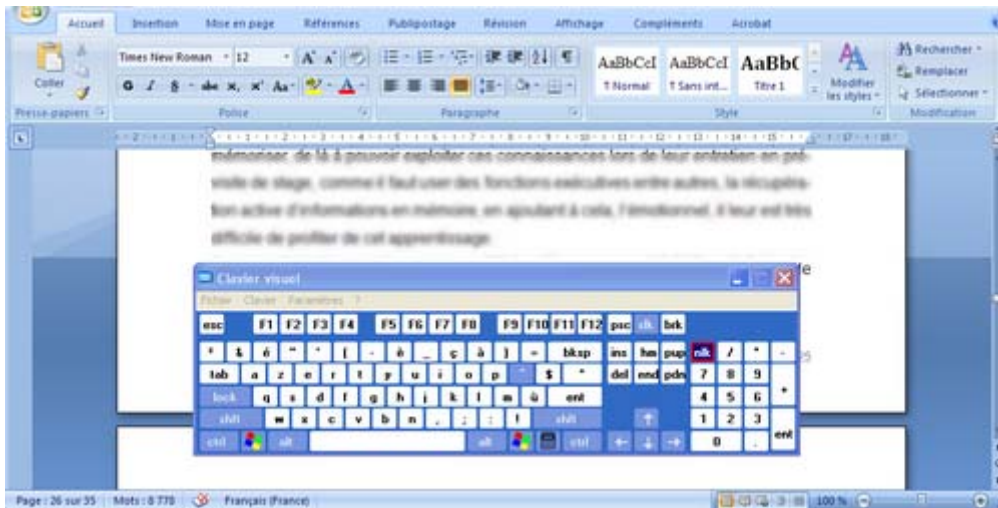 Accueil Insertion Mise en page Références Publipostage Révision Affichage Compléments Acrobat
Coller
Times New Roman 12
G I S abe x, x' Aa A
AaBbCcI AaBbCcI AaBbC
¶ Normal ¶ Sans int... Titre 1
Modifier les styles
Rechercher
Remplacer
Sélectionner
Presse-papiers Police Paragraphe Style Modification
mémoriser, de là à pouvoir exploiter ces connaissances lors de leur entretien en pré-
visite de stage, comme il faut user des fonctions exécutives entre autres, la récupéra-
tion active d'informations en mémoire, en ajoutant à cela, l'émotionnel, il leur est très
difficile de profiter de cet apprentissage.
Clavier visuel
Fichier Clavier Paramètres ?
esc F1 F2 F3 F4 F5 F6 F7 F8 F9 F10 F11 F12 psc slk brk
² & é " ' ( - è _ ç à ) = bksp ins hm pup nlk / * -
tab a z e r t y u i o p ^ $ * del end pdn 7 8 9 +
lock q s d f g h j k l m ù ent 4 5 6
shft w x c v b n , ; : ! shft ↑ 1 2 3 ent
ctrl alt alt ctrl ← ↓ → 0 .
Page : 26 sur 35 Mots : 8 778 Français (France) 100 %